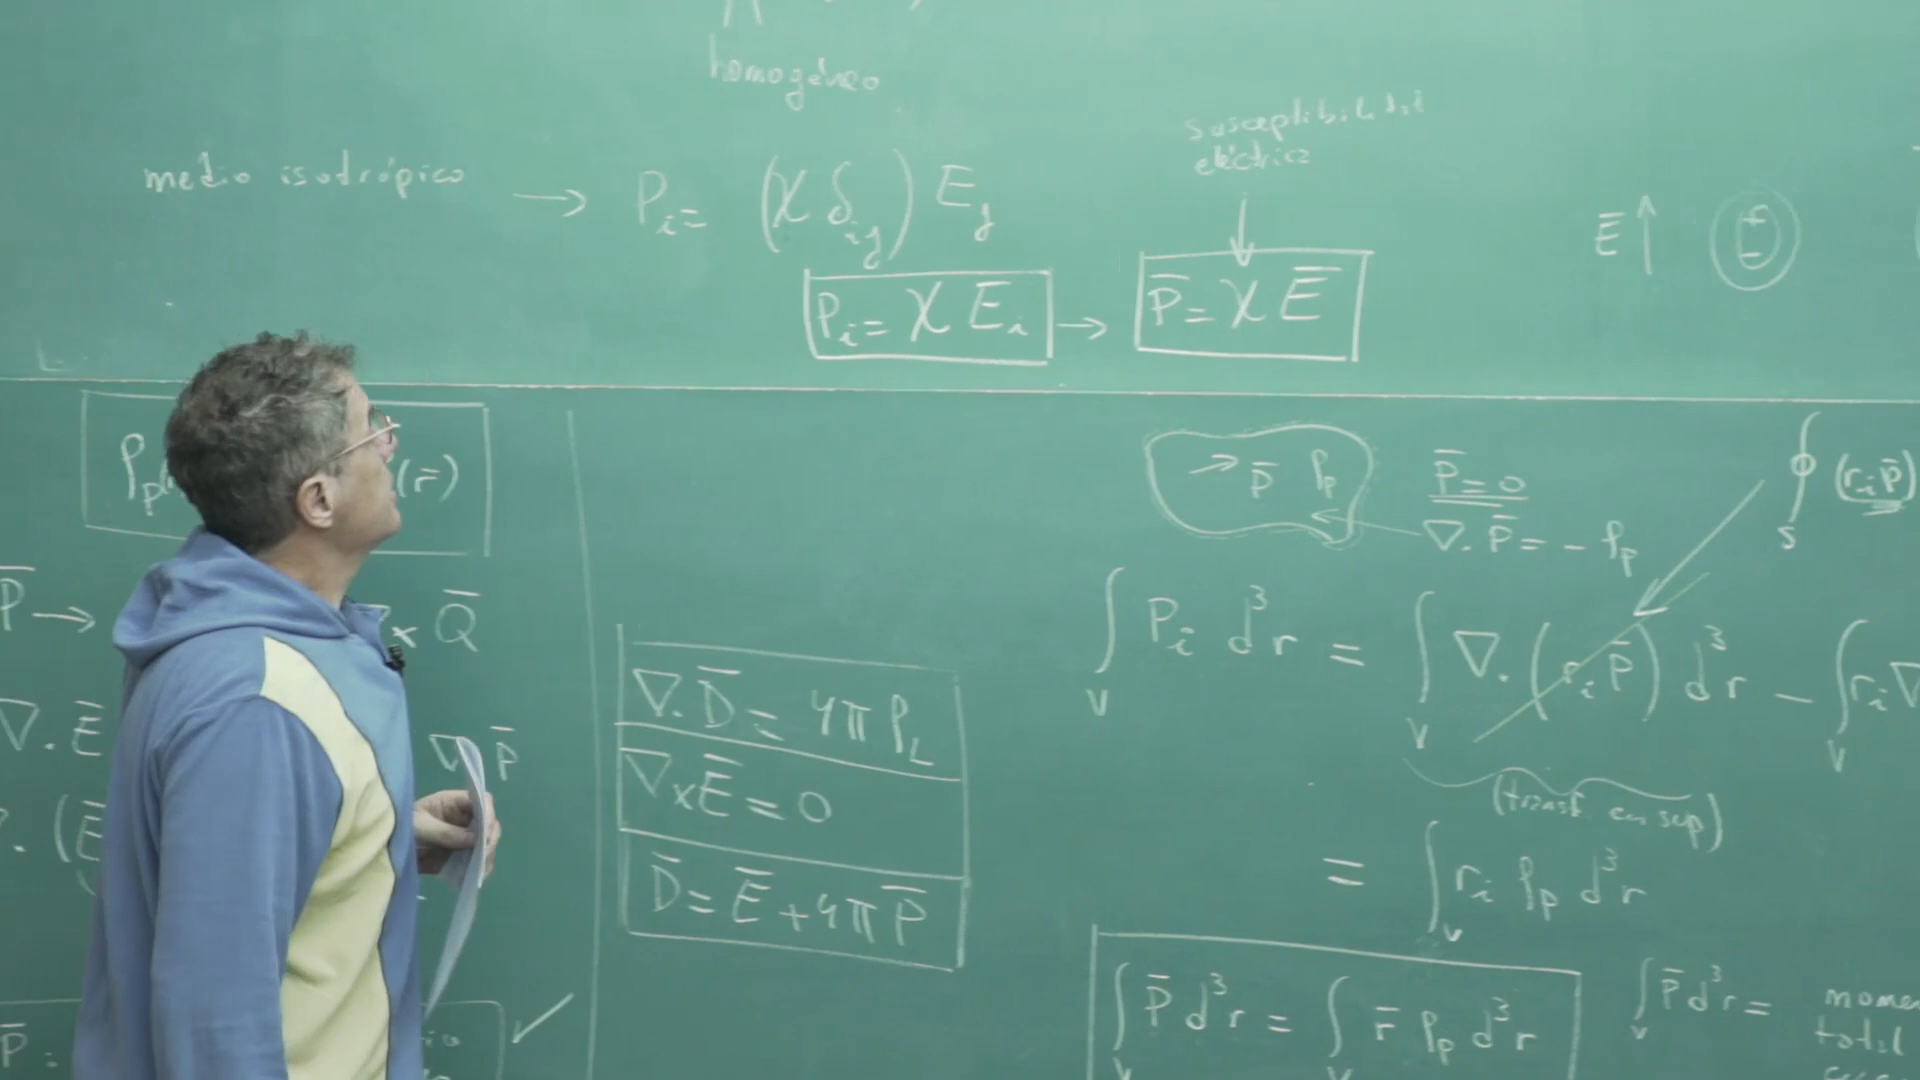 homogéneo
medio isotrópico → P_i = (χ δ_ij) E_j
susceptibilidad
eléctrica
P_i = χ E_i → P̄ = χ Ē
Ē ↑
ρ_p (r̄)
P̄ → × Q̄
∇. Ē ∇ P̄
. (Ē
P̄ =
∇. D̄ = 4π ρ_L
∇ x Ē = 0
D̄ = Ē + 4π P̄
→ P̄ ρ_p
P̄ = 0
∇. P̄ = - ρ_p
∮_S (r_i P̄)
∫_V P_i d³r = ∫_V ∇. (r_i P̄) d³r - ∫_V r_i ∇
(transf. en sup)
= ∫_V r_i ρ_p d³r
∫_V P̄ d³r = ∫_V r̄ ρ_p d³r
∫_V P̄ d³r =
total